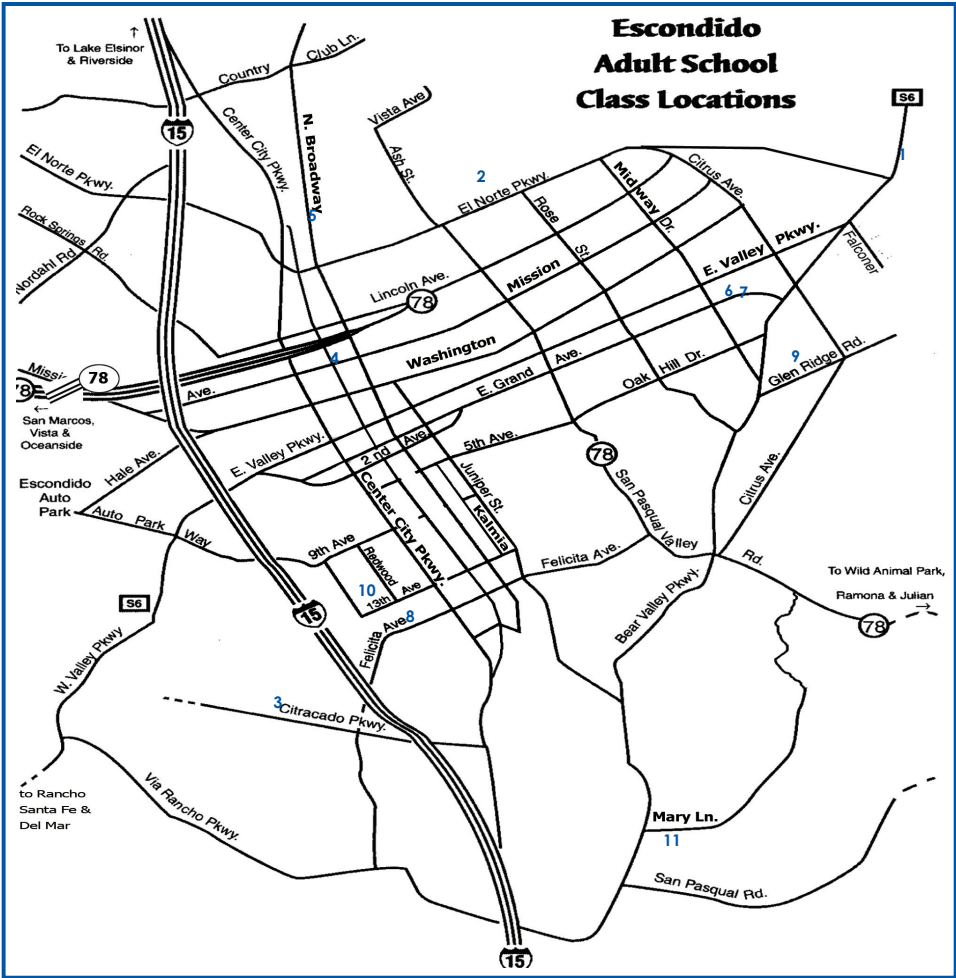 Escondido
Adult School
Class Locations
↑
To Lake Elsinor
& Riverside
Country
Club Ln.
S6
15
Center City Pkwy.
N. Broadway
Vista Ave
Ash St.
1
El Norte Pkwy.
2
El Norte Pkwy.
Midway Dr.
Citrus Ave.
Rock Springs
Rd.
Nordahl Rd
5
Rose
St.
E. Valley Pkwy.
Falconer
Lincoln Ave.
78
Mission
6 7
4
Washington
9
Missi
78
78
Ave.
E. Grand Ave.
Oak Hill Dr.
Glen Ridge Rd.
←
San Marcos,
Vista &
Oceanside
Hale Ave.
E. Valley Pkwy.
2nd Ave.
5th Ave.
78
Escondido
Auto
Park
Auto Park
Way
Center City Pkwy.
Juniper St.
Kalmia
San Pasqual Valley
Rd.
Citrus Ave.
9th Ave
Redwood
Felicita Ave.
10
13th Ave
To Wild Animal Park,
Ramona & Julian
→
S6
15
8
Felicita Ave
Bear Valley Pkwy.
78
W. Valley Pkwy
3
Citracado Pkwy.
to Rancho
Santa Fe &
Del Mar
Via Rancho Pkwy.
Mary Ln.
11
San Pasqual Rd.
15